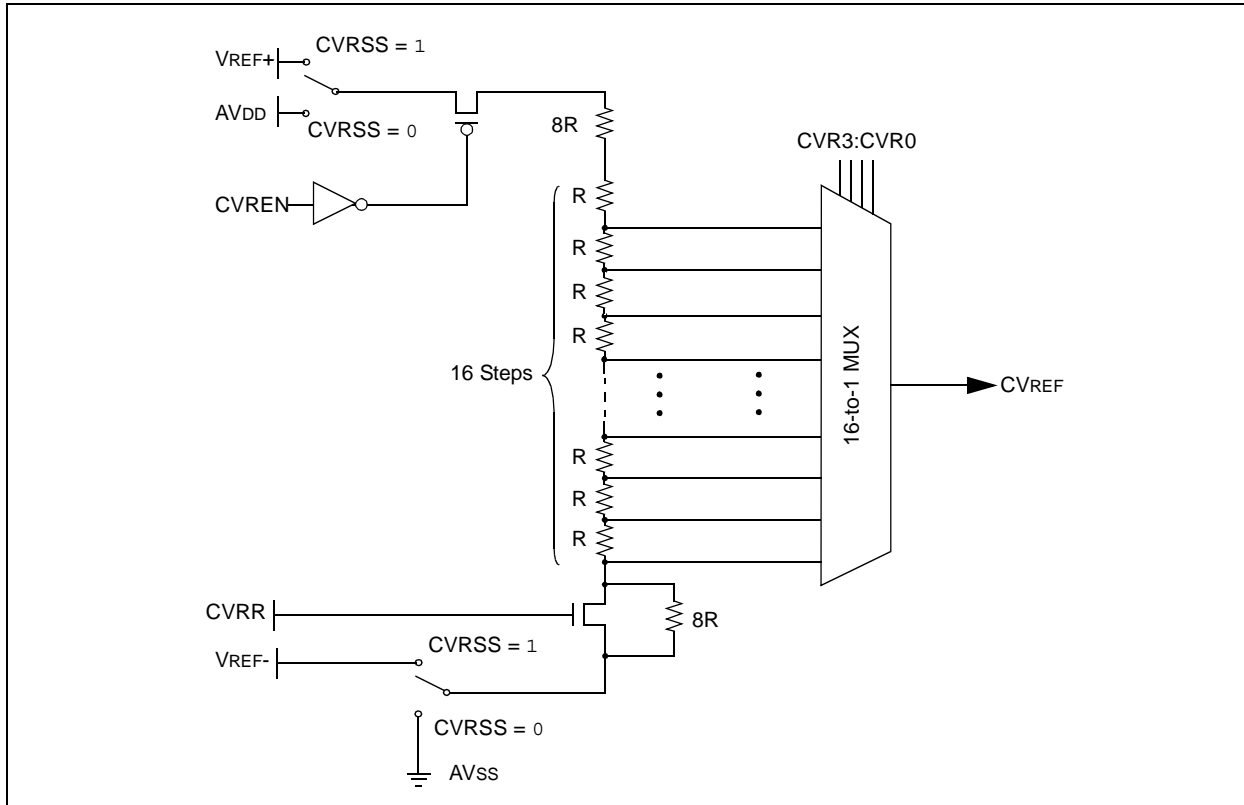 CVRSS = 1
VREF+
AVDD
CVRSS = 0
8R
CVR3:CVR0
CVREN
R
R
R
R
16 Steps
16-to-1 MUX
CVREF
R
R
R
CVRR
8R
CVRSS = 1
VREF-
CVRSS = 0
AVSS